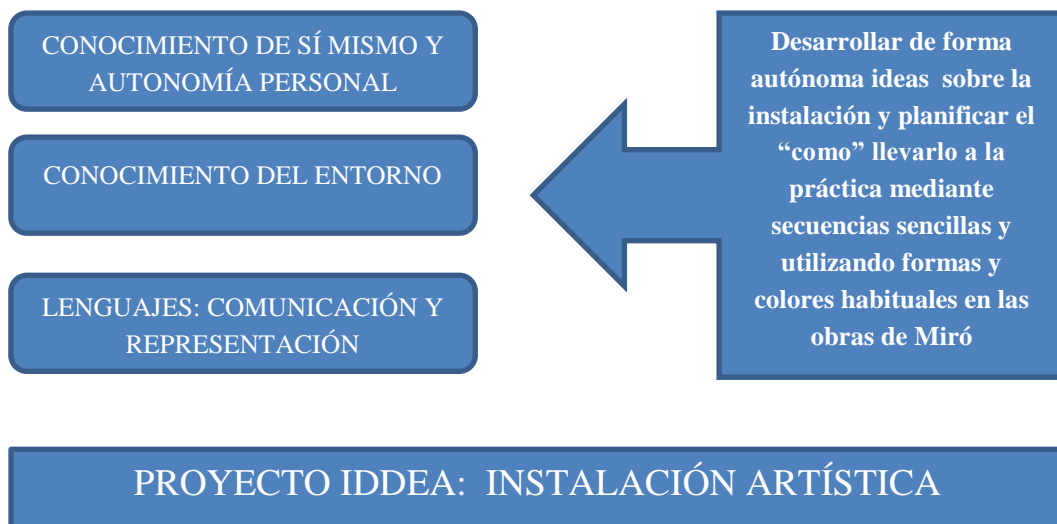 CONOCIMIENTO DE SÍ MISMO Y
AUTONOMÍA PERSONAL
CONOCIMIENTO DEL ENTORNO
LENGUAJES: COMUNICACIÓN Y
REPRESENTACIÓN
Desarrollar de forma
autónoma ideas  sobre la
instalación y planificar el
“como” llevarlo a la
práctica mediante
secuencias sencillas y
utilizando formas y
colores habituales en las
obras de Miró
PROYECTO IDDEA:  INSTALACIÓN ARTÍSTICA